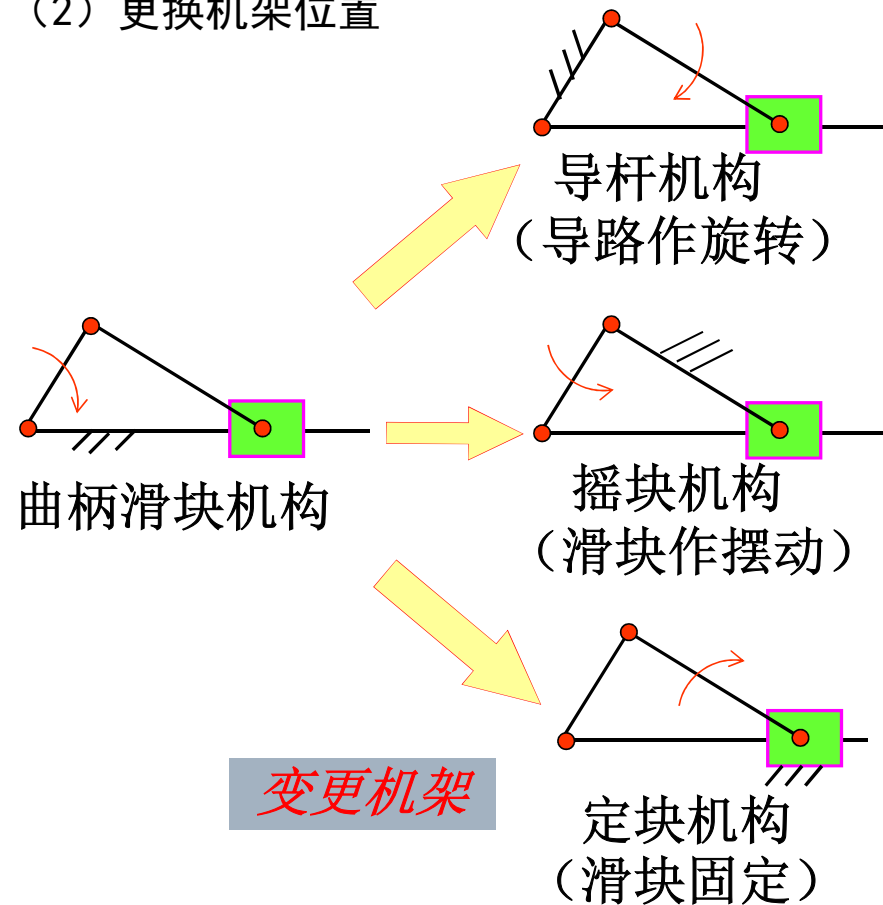 （2）更换机架位置
导杆机构
（导路作旋转）
曲柄滑块机构
摇块机构
（滑块作摆动）
变更机架
定块机构
（滑块固定）